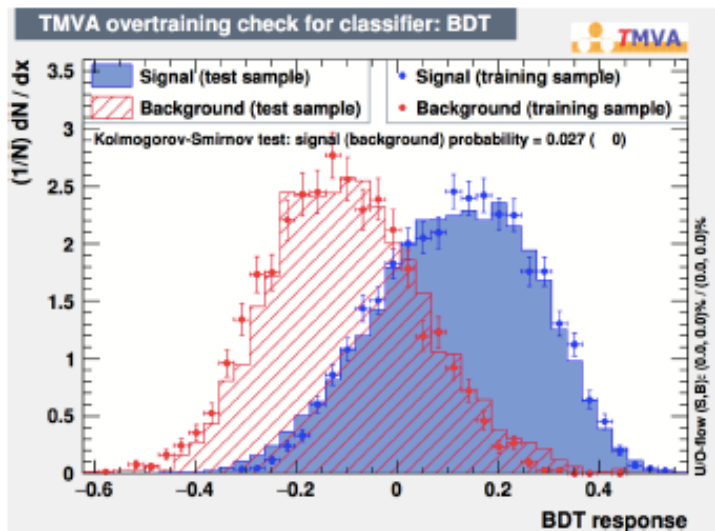 TMVA overtraining check for classifier: BDT
TMVA
Signal (test sample)
Background (test sample)
Signal (training sample)
Background (training sample)
Kolmogorov-Smirnov test: signal (background) probability = 0.027 ( 0)
(1/N) dN / dx
3.5
3
2.5
2
1.5
1
0.5
0
−0.6
−0.4
−0.2
0
0.2
0.4
BDT response
U/O-flow (S,B): (0.0, 0.0)% / (0.0, 0.0)%